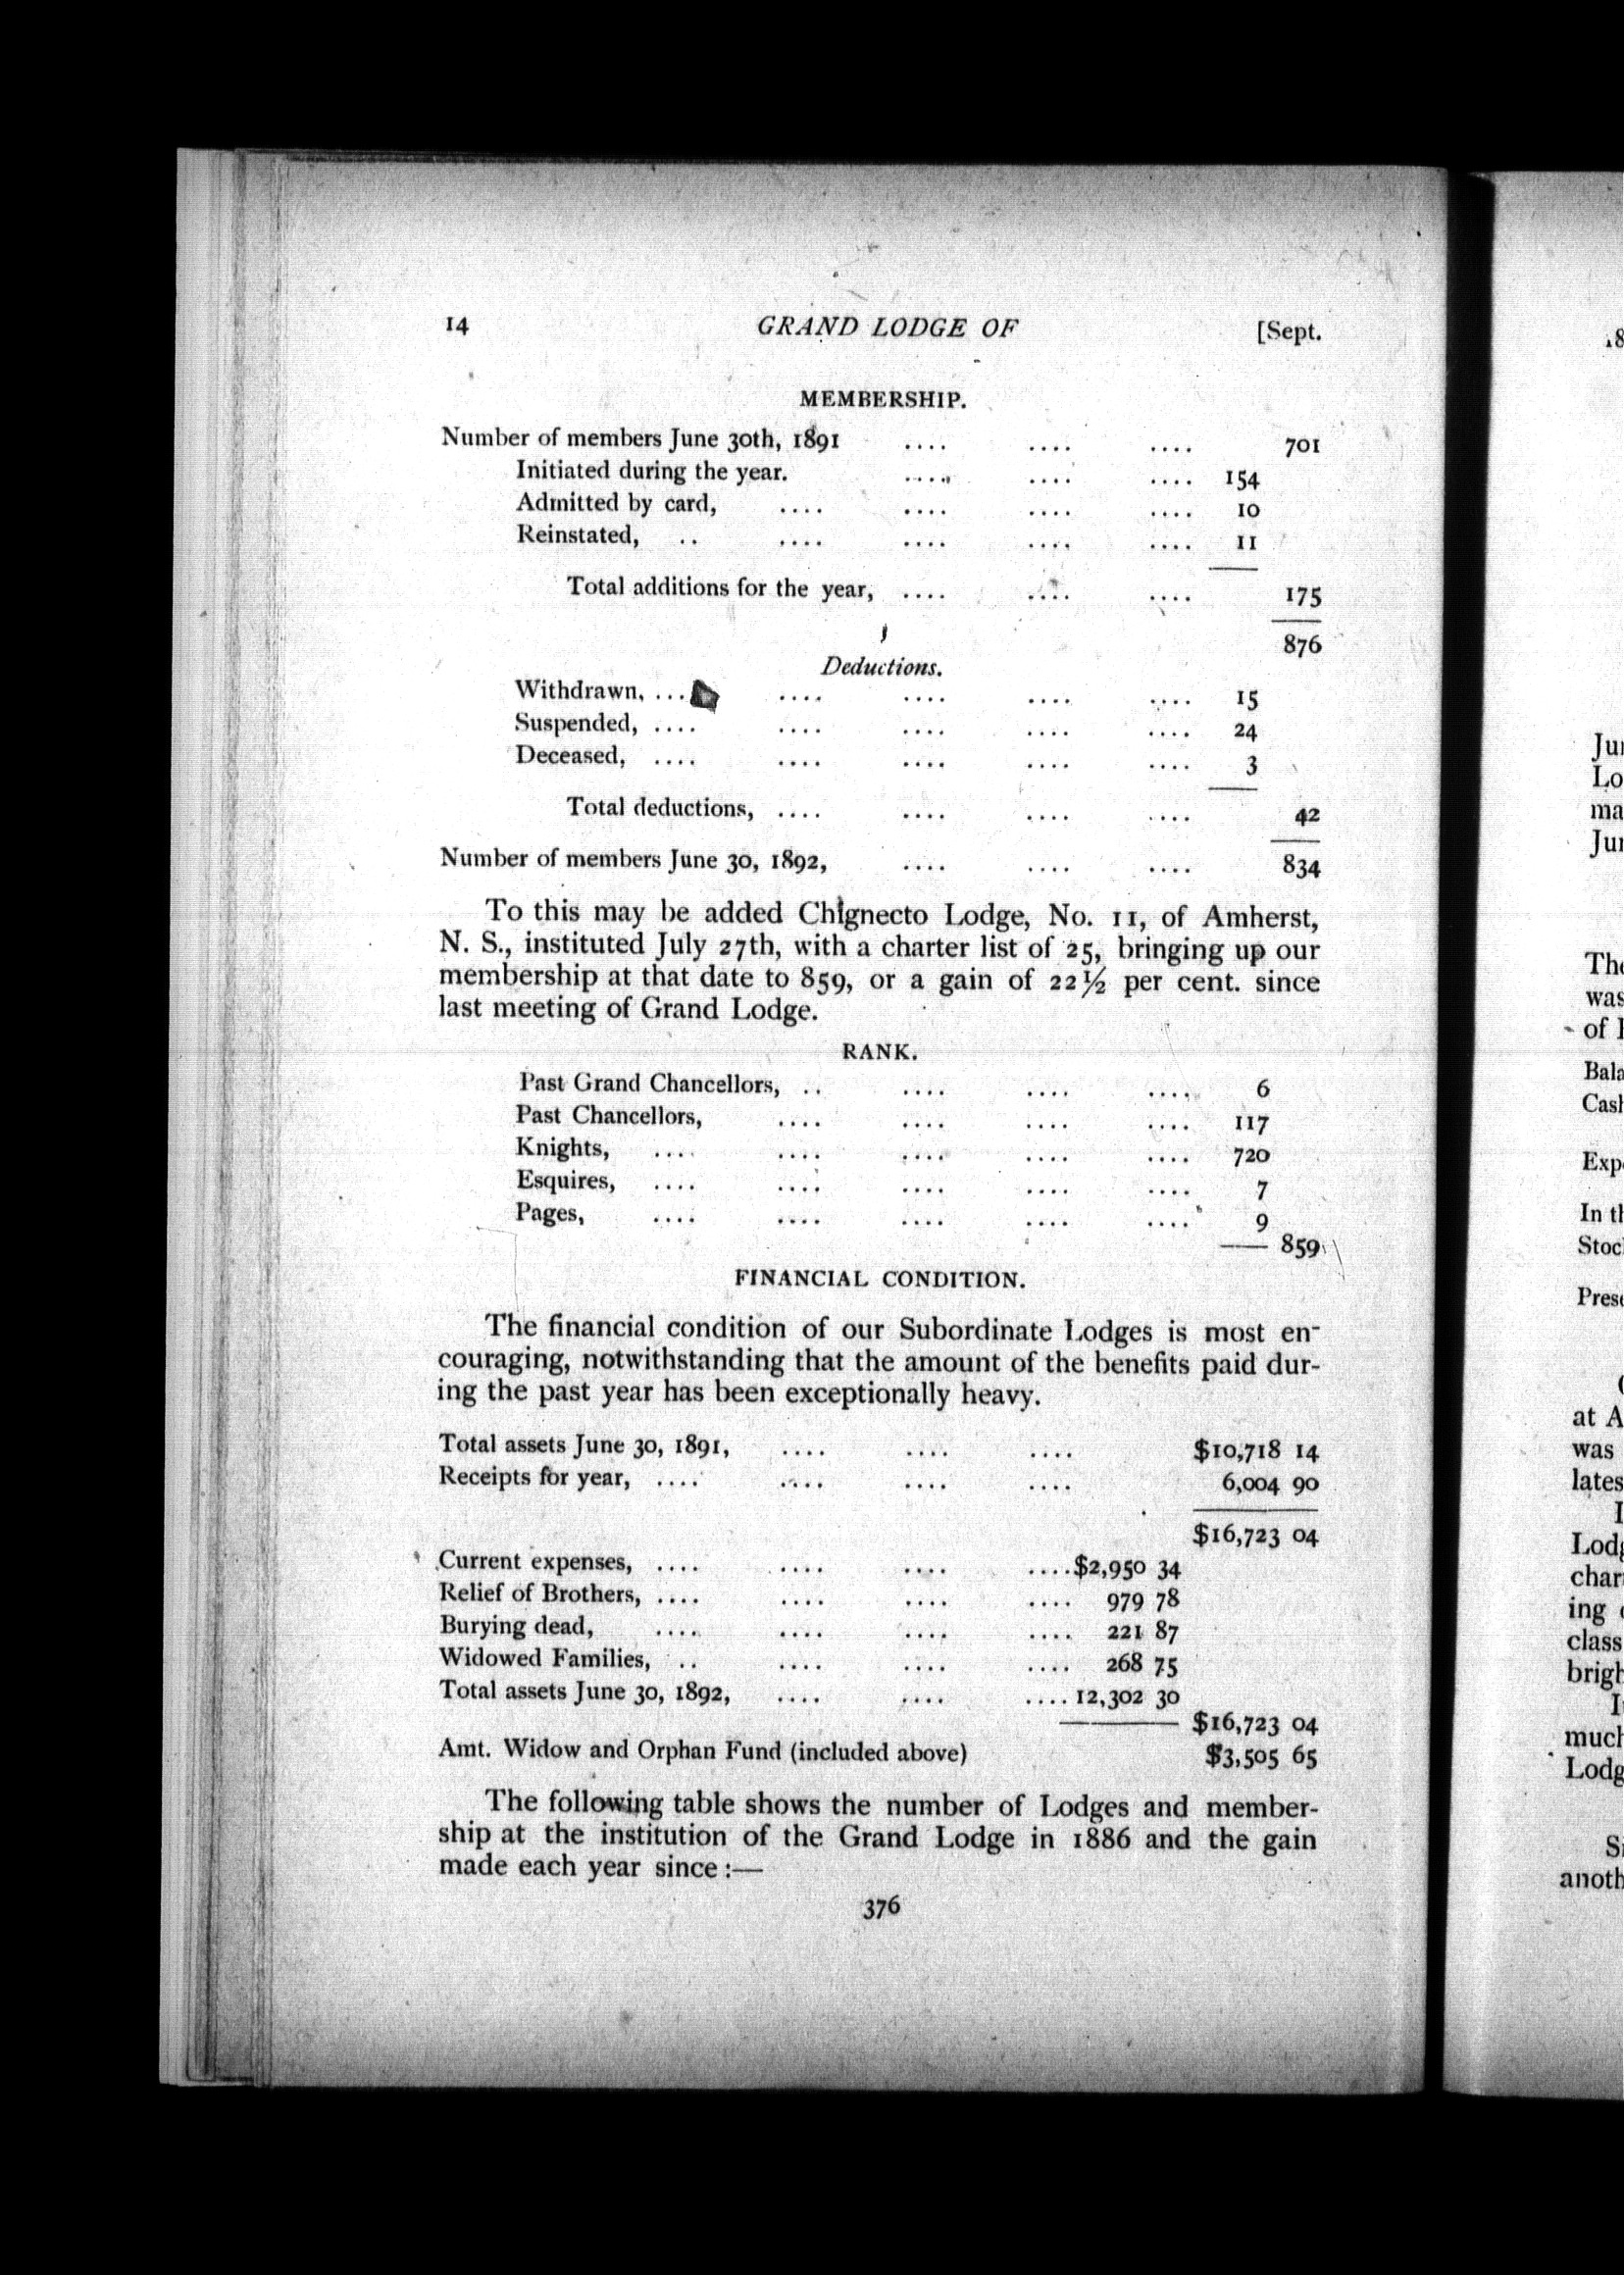 14 GRAND LODGE OF [Sept.
MEMBERSHIP.
Number of members June 30th, 1891 .... .... .... 701
Initiated during the year. .... .... .... 154
Admitted by card, .... .... .... .... 10
Reinstated, .. .... .... .... .... 11
Total additions for the year, .... .... .... 175
876
Deductions.
Withdrawn, .... .... .... .... .... 15
Suspended, .... .... .... .... .... 24
Deceased, .... .... .... .... .... 3
Total deductions, .... .... .... .... 42
Number of members June 30, 1892, .... .... .... 834
To this may be added Chignecto Lodge, No. 11, of Amherst,
N. S., instituted July 27th, with a charter list of 25, bringing up our
membership at that date to 859, or a gain of 22½ per cent. since
last meeting of Grand Lodge.
RANK.
Past Grand Chancellors, .. .... .... .... 6
Past Chancellors, .... .... .... .... 117
Knights, .... .... .... .... .... 720
Esquires, .... .... .... .... .... 7
Pages, .... .... .... .... .... 9
859
FINANCIAL CONDITION.
The financial condition of our Subordinate Lodges is most en-
couraging, notwithstanding that the amount of the benefits paid dur-
ing the past year has been exceptionally heavy.
Total assets June 30, 1891, .... .... .... $10,718 14
Receipts for year, .... .... .... .... 6,004 90
$16,723 04
Current expenses, .... .... .... .... $2,950 34
Relief of Brothers, .... .... .... .... 979 78
Burying dead, .... .... .... .... 221 87
Widowed Families, .. .... .... .... 268 75
Total assets June 30, 1892, .... .... .... 12,302 30
$16,723 04
Amt. Widow and Orphan Fund (included above) $3,505 65
The following table shows the number of Lodges and member-
ship at the institution of the Grand Lodge in 1886 and the gain
made each year since:—
376